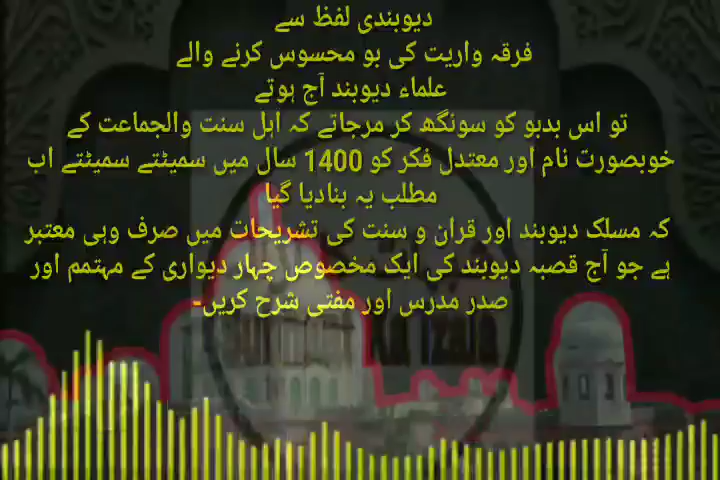 دیوبندی لفظ سے
فرقہ واریت کی بو محسوس کرنے والے
علماء دیوبند آج ہوتے
تو اس بدبو کو سونگھ کر مرجاتے کہ اہل سنت والجماعت کے
خوبصورت نام اور معتدل فکر کو 1400 سال میں سمیٹتے سمیٹتے اب
مطلب یہ بنادیا گیا
کہ مسلک دیوبند اور قران و سنت کی تشریحات میں صرف وہی معتبر
ہے جو آج قصبہ دیوبند کی ایک مخصوص چہار دیواری کے مہتمم اور
صدر مدرس اور مفتی شرح کریں-